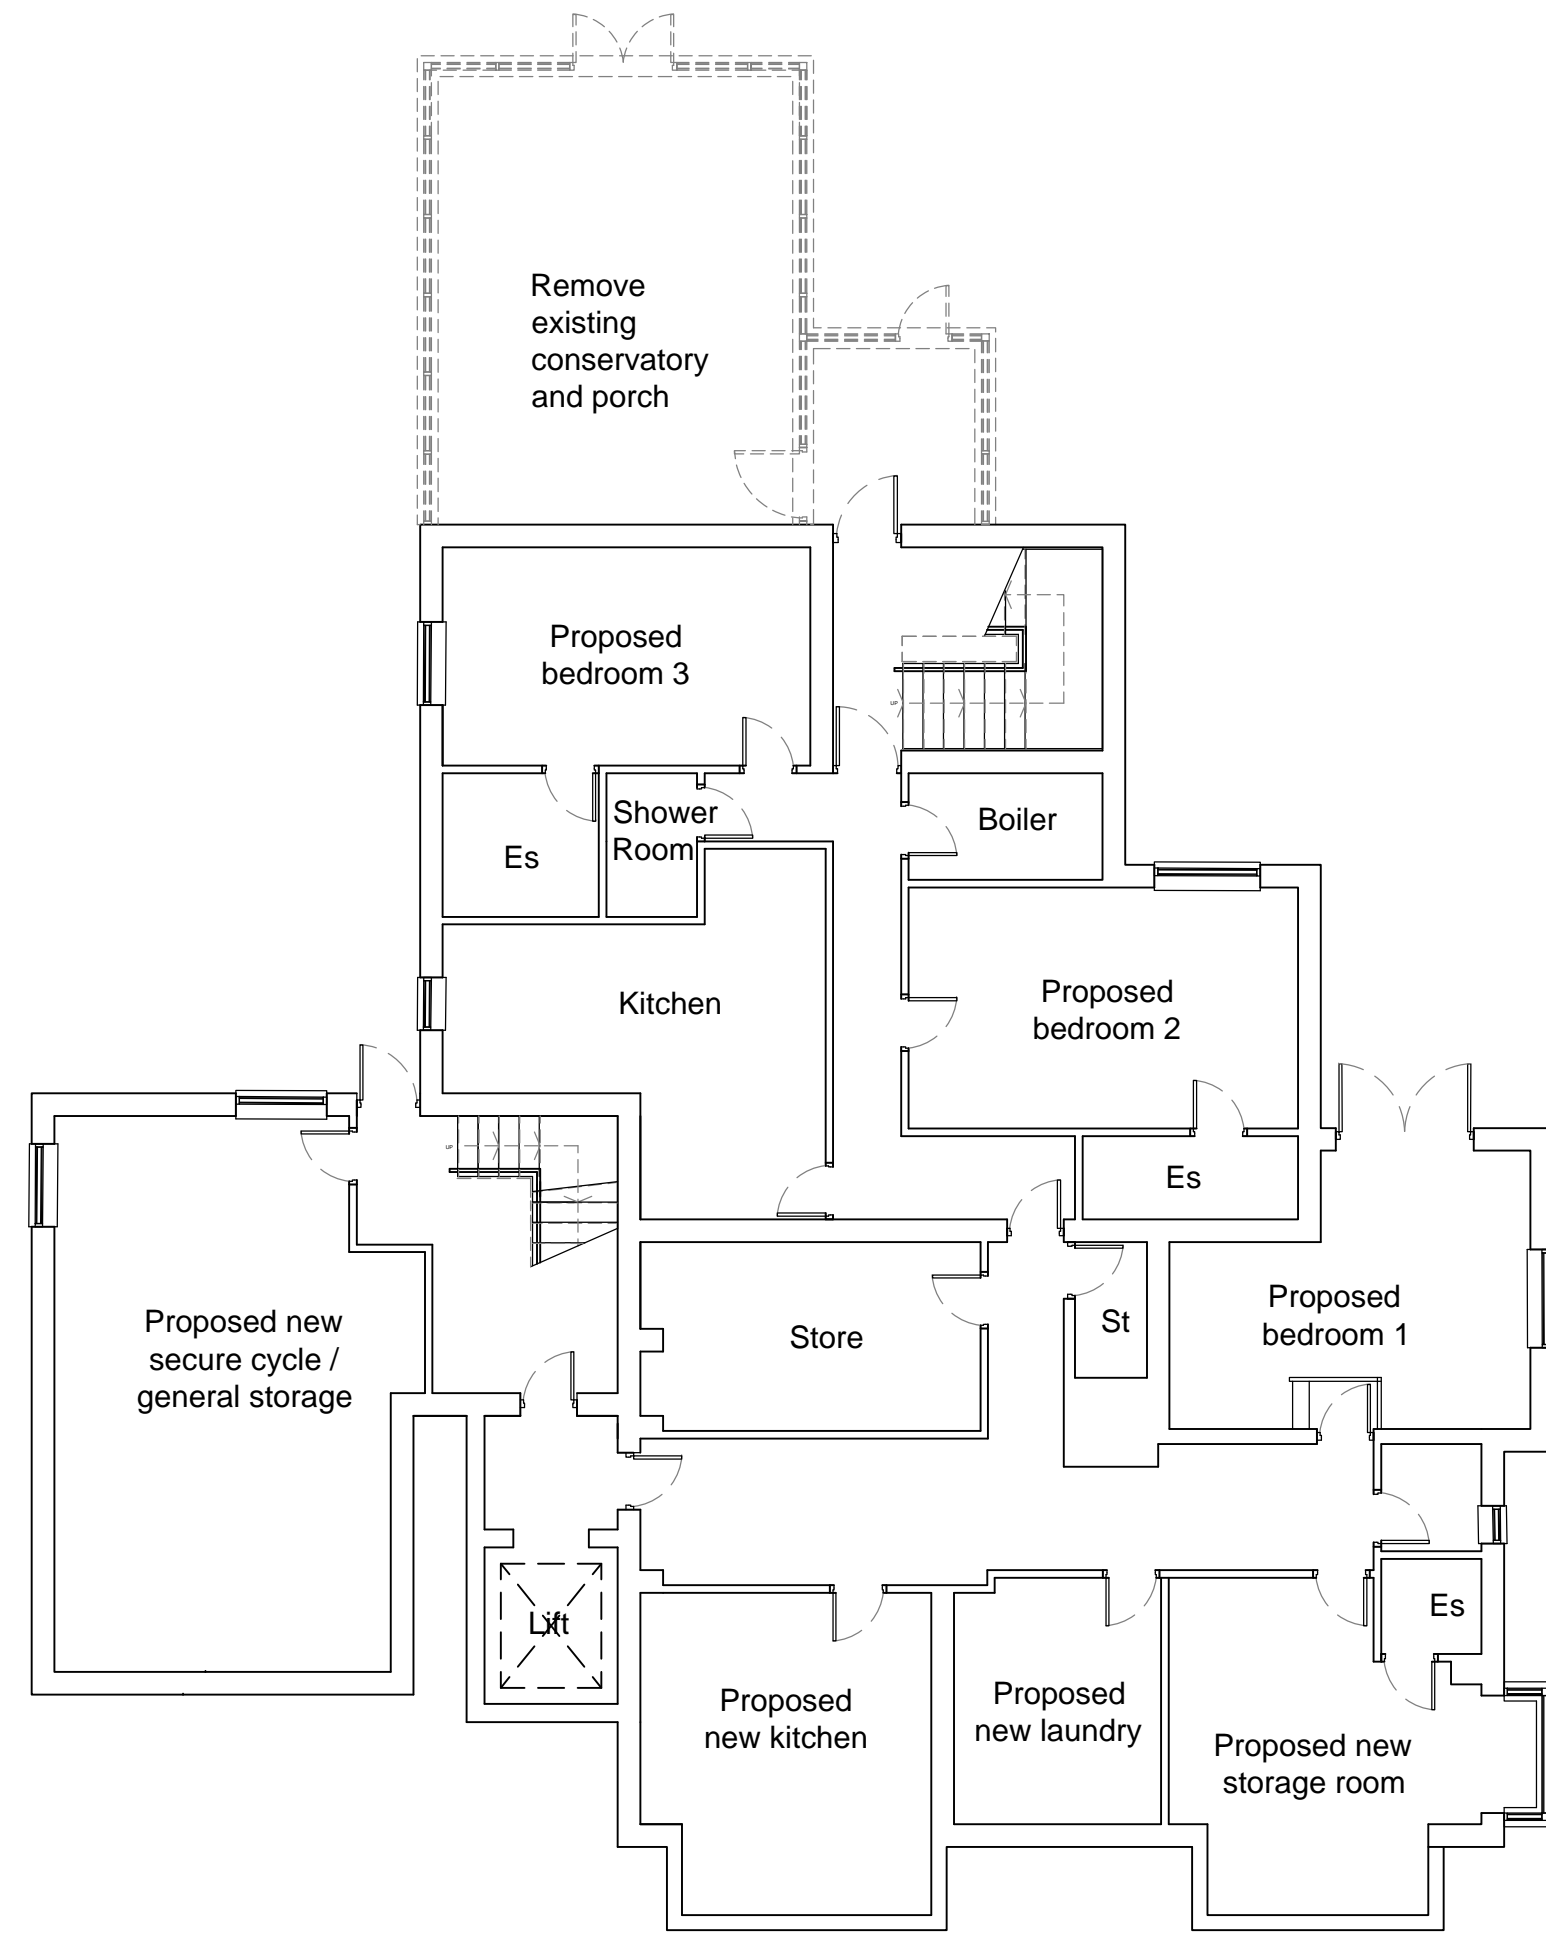 Remove
existing
conservatory
and porch
Proposed
bedroom 3
UP
Shower
Room
Boiler
Es
Kitchen
Proposed
bedroom 2
UP
Es
Proposed new
secure cycle /
general storage
Store
St
Proposed
bedroom 1
Lift
Es
Proposed
new kitchen
Proposed
new laundry
Proposed new
storage room